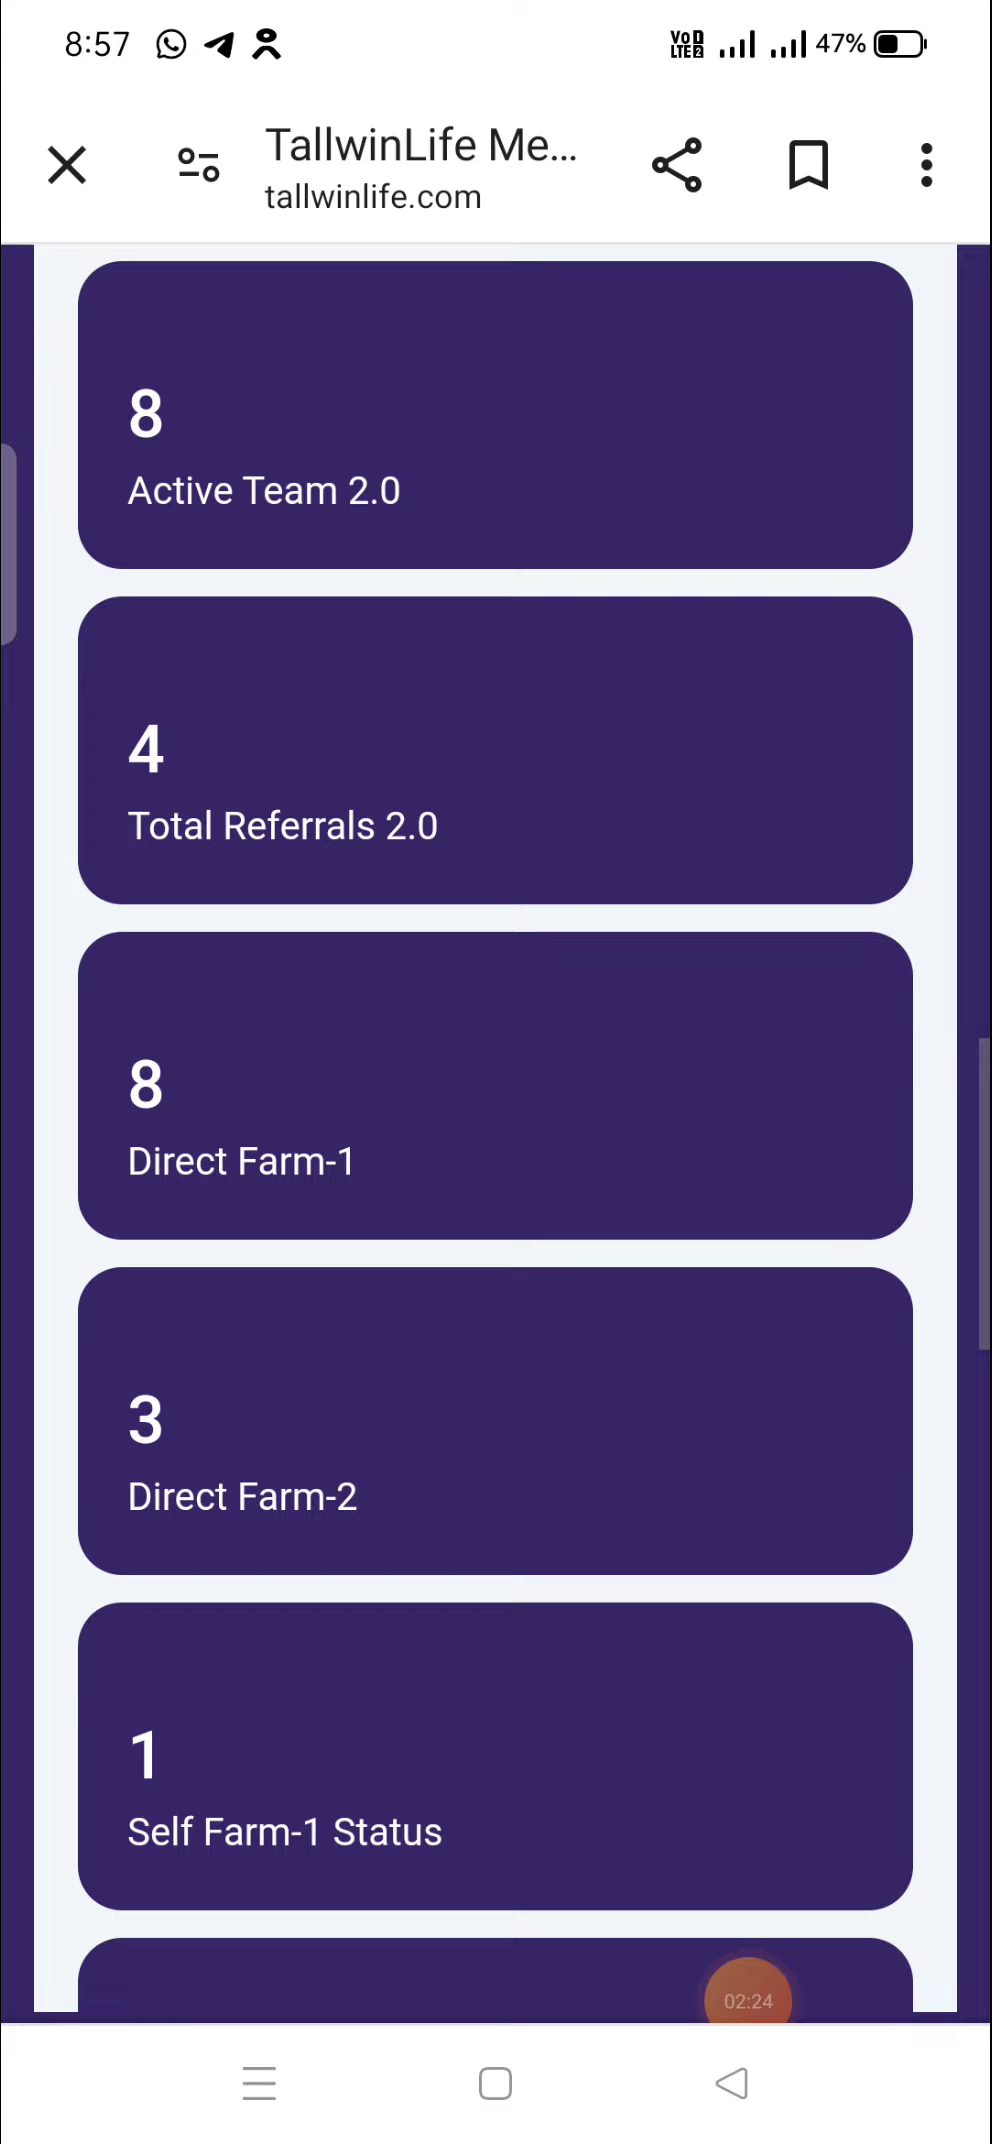 8:57
VoD LTE2 47%
TallwinLife Me...
tallwinlife.com
8
Active Team 2.0
4
Total Referrals 2.0
8
Direct Farm-1
3
Direct Farm-2
1
Self Farm-1 Status
02:24